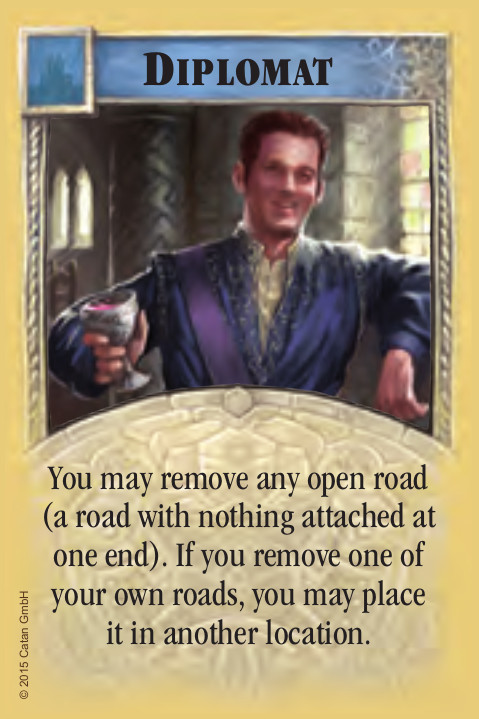 DIPLOMAT
You may remove any open road
(a road with nothing attached at
one end). If you remove one of
your own roads, you may place
it in another location.
© 2015 Catan GmbH